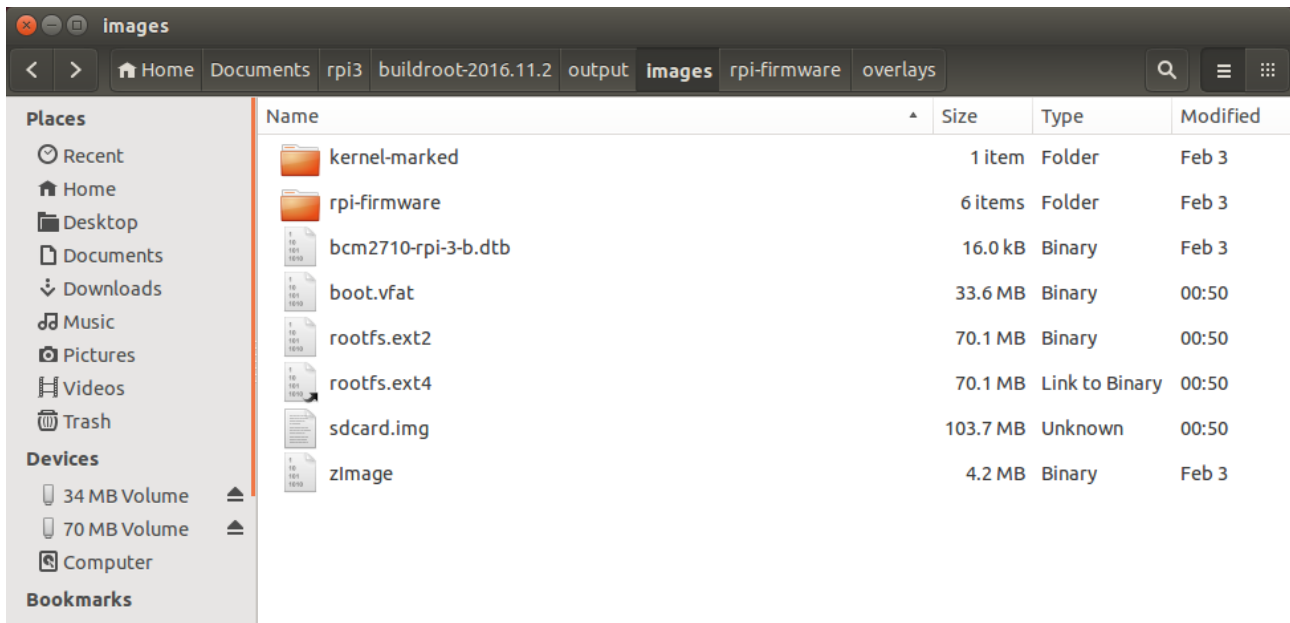 images
Home Documents rpi3 buildroot-2016.11.2 output images rpi-firmware overlays
Places
Recent
Home
Desktop
Documents
Downloads
Music
Pictures
Videos
Trash
Devices
34 MB Volume
70 MB Volume
Computer
Bookmarks
Name Size Type Modified
kernel-marked 1 item Folder Feb 3
rpi-firmware 6 items Folder Feb 3
bcm2710-rpi-3-b.dtb 16.0 kB Binary Feb 3
boot.vfat 33.6 MB Binary 00:50
rootfs.ext2 70.1 MB Binary 00:50
rootfs.ext4 70.1 MB Link to Binary 00:50
sdcard.img 103.7 MB Unknown 00:50
zImage 4.2 MB Binary Feb 3